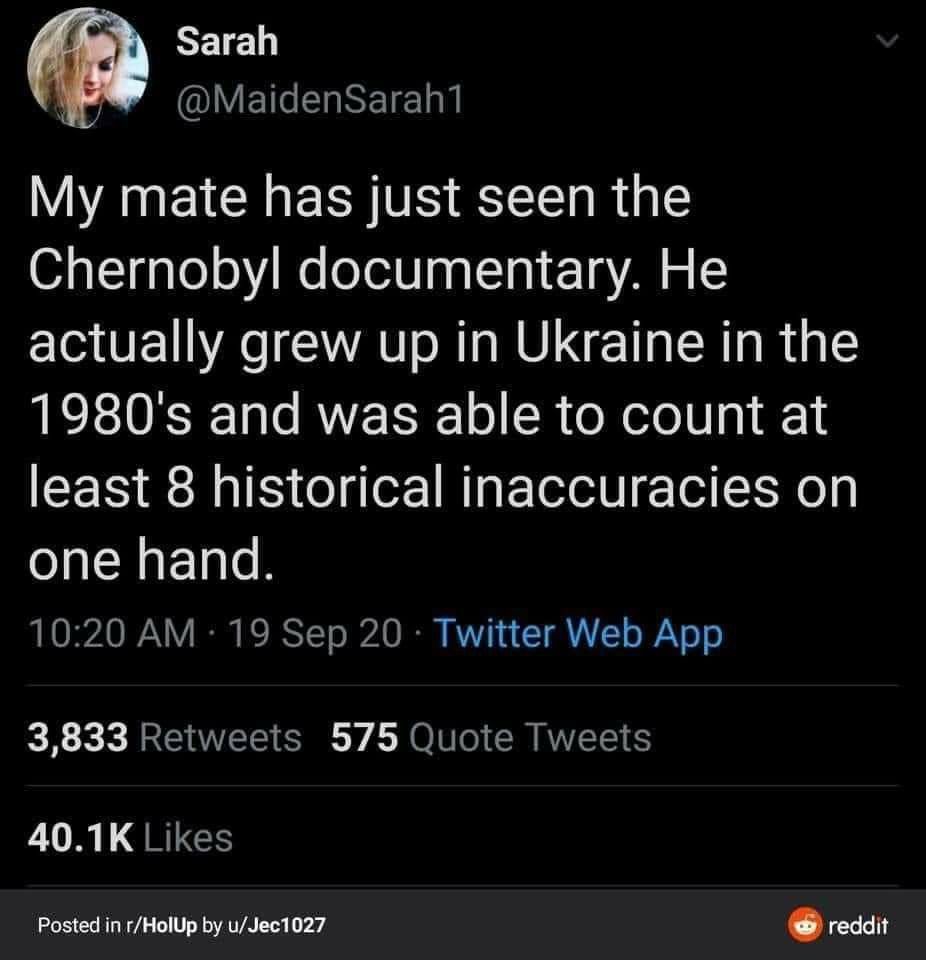 Sarah
@MaidenSarah1
My mate has just seen the
Chernobyl documentary. He
actually grew up in Ukraine in the
1980's and was able to count at
least 8 historical inaccuracies on
one hand.
10:20 AM · 19 Sep 20 · Twitter Web App
3,833 Retweets 575 Quote Tweets
40.1K Likes
Posted in r/HolUp by u/Jec1027 reddit